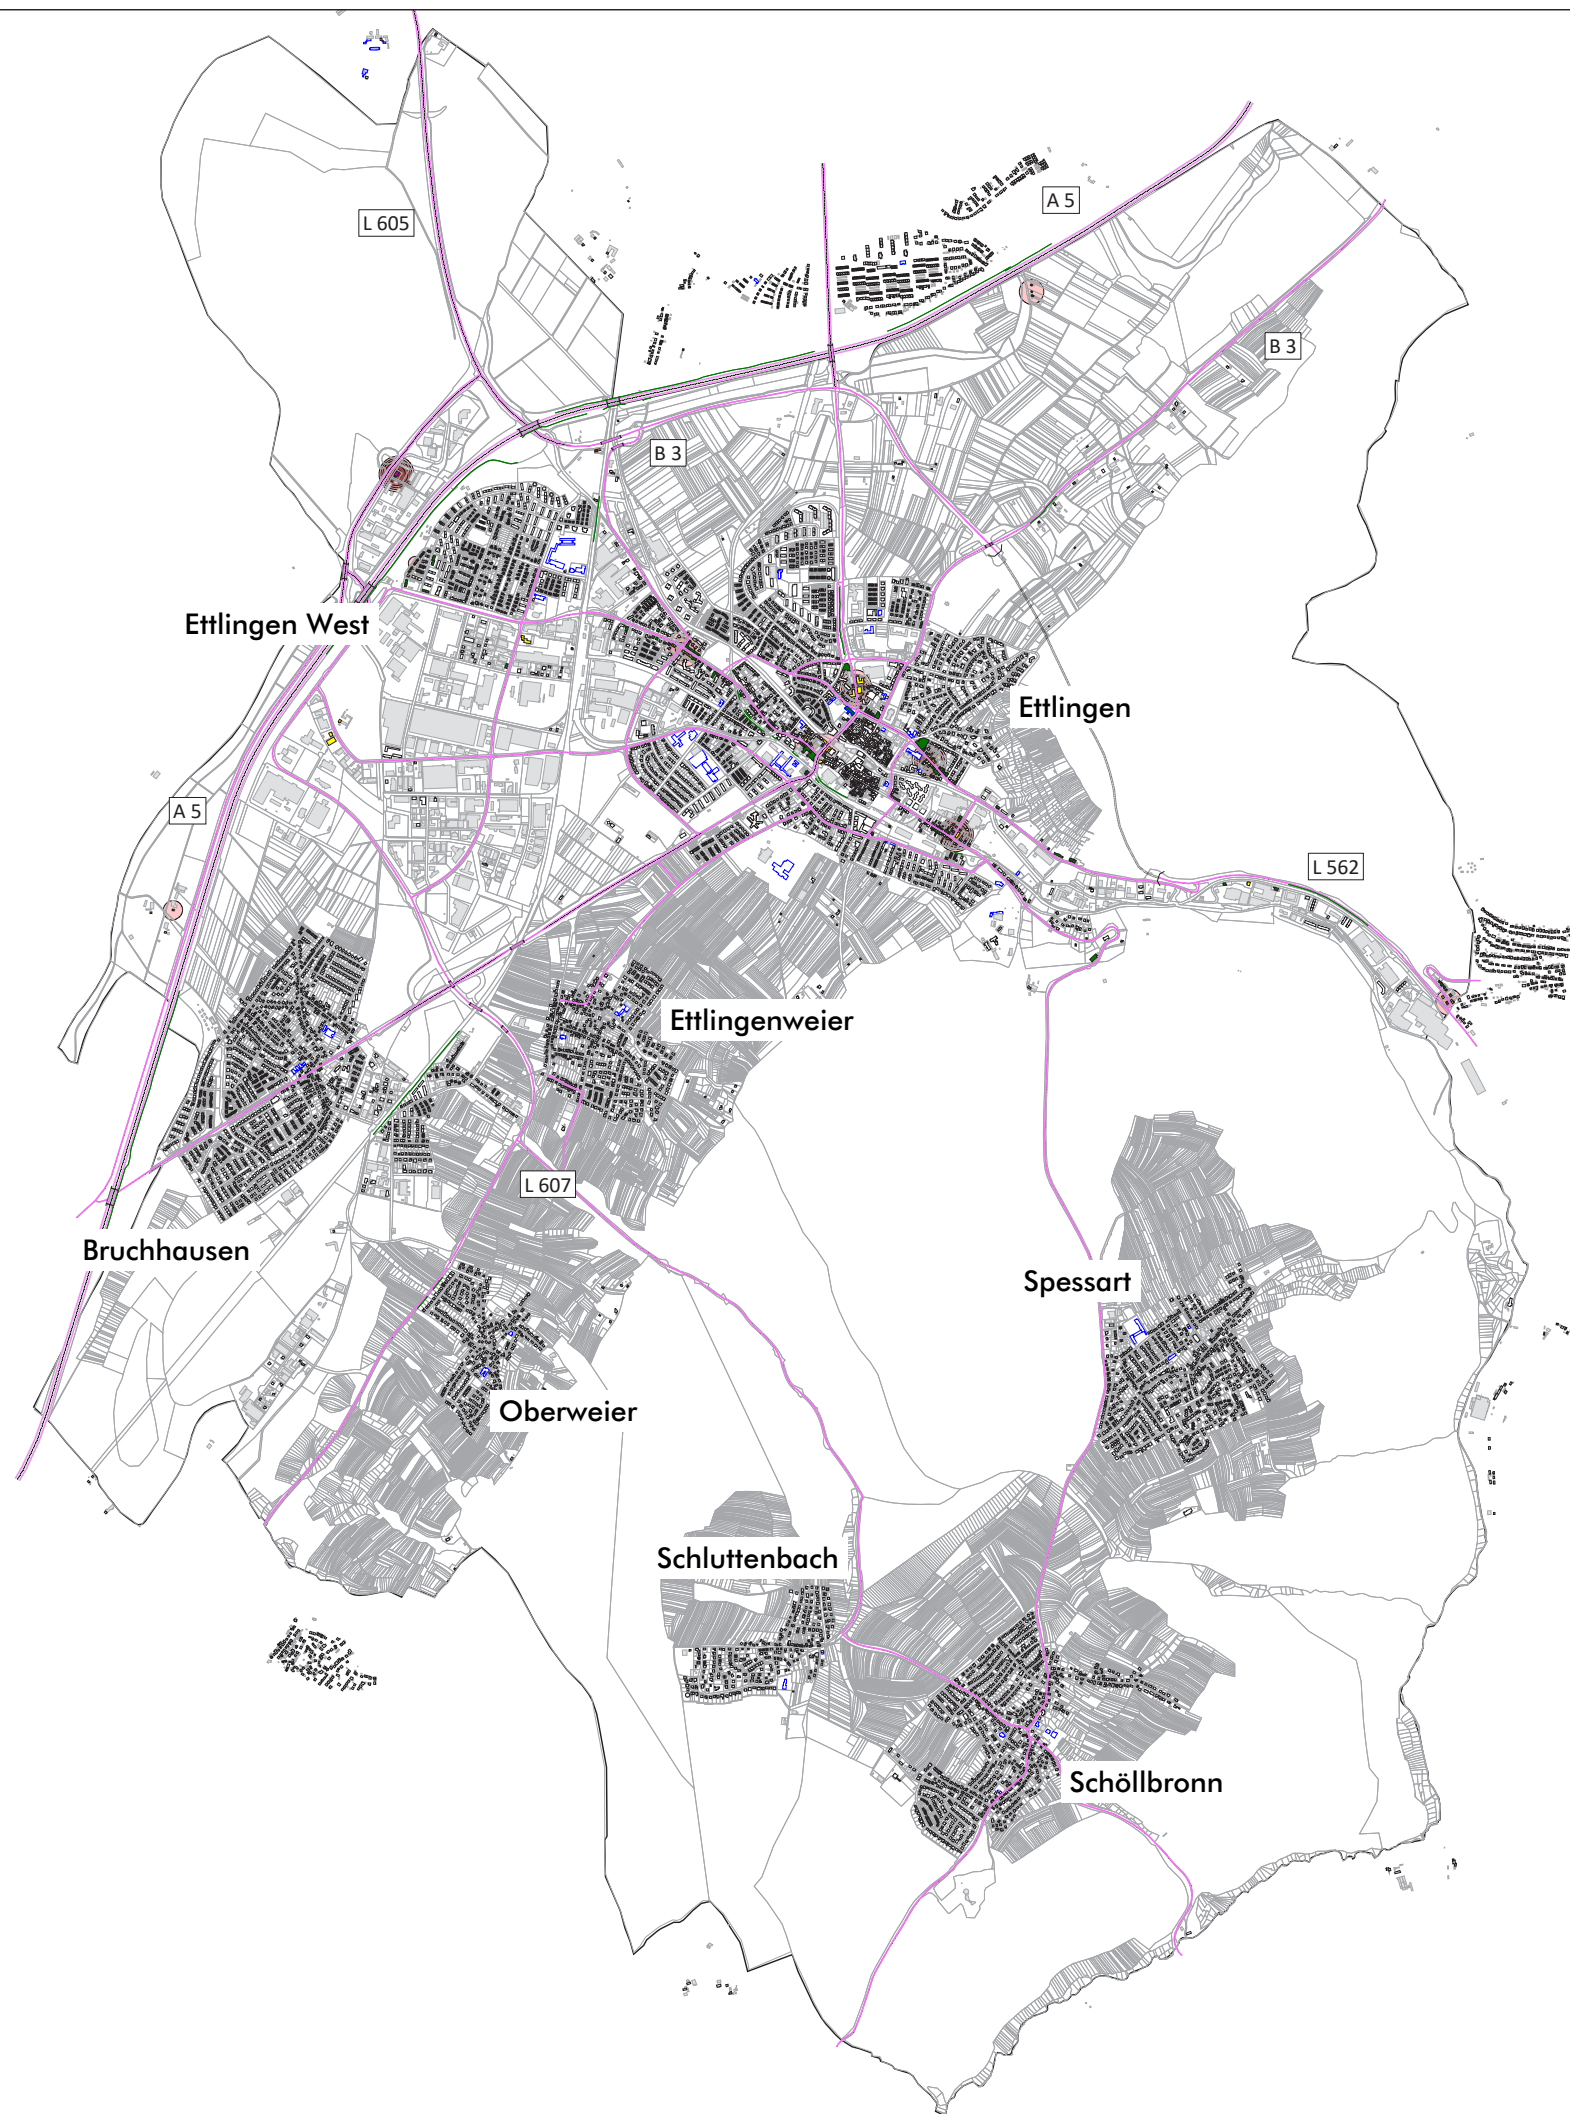 A 5
L 605
B 3
B 3
Ettlingen West
Ettlingen
A 5
L 562
Ettlingenweier
L 607
Bruchhausen
Spessart
Oberweier
Schluttenbach
Schöllbronn